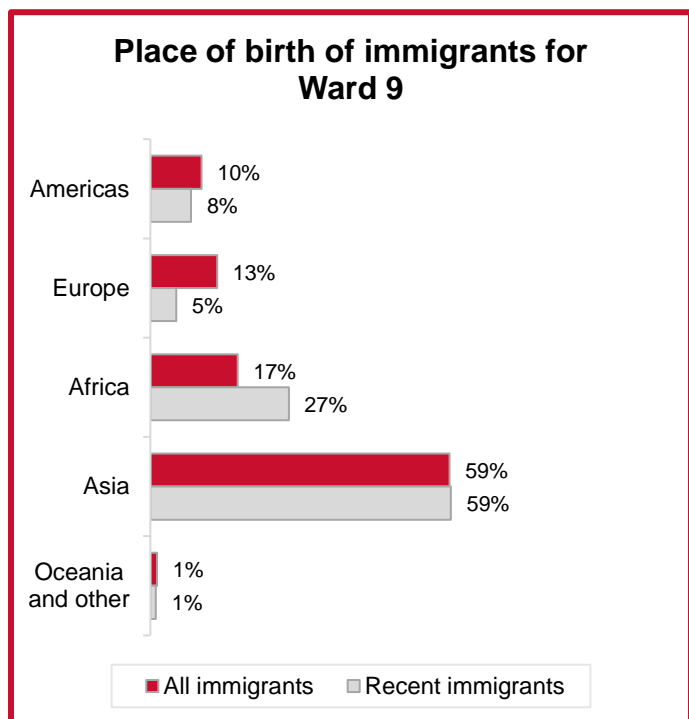 Place of birth of immigrants for
Ward 9
Americas
10%
8%
Europe
13%
5%
Africa
17%
27%
Asia
59%
59%
Oceania
and other
1%
1%
All immigrants
Recent immigrants